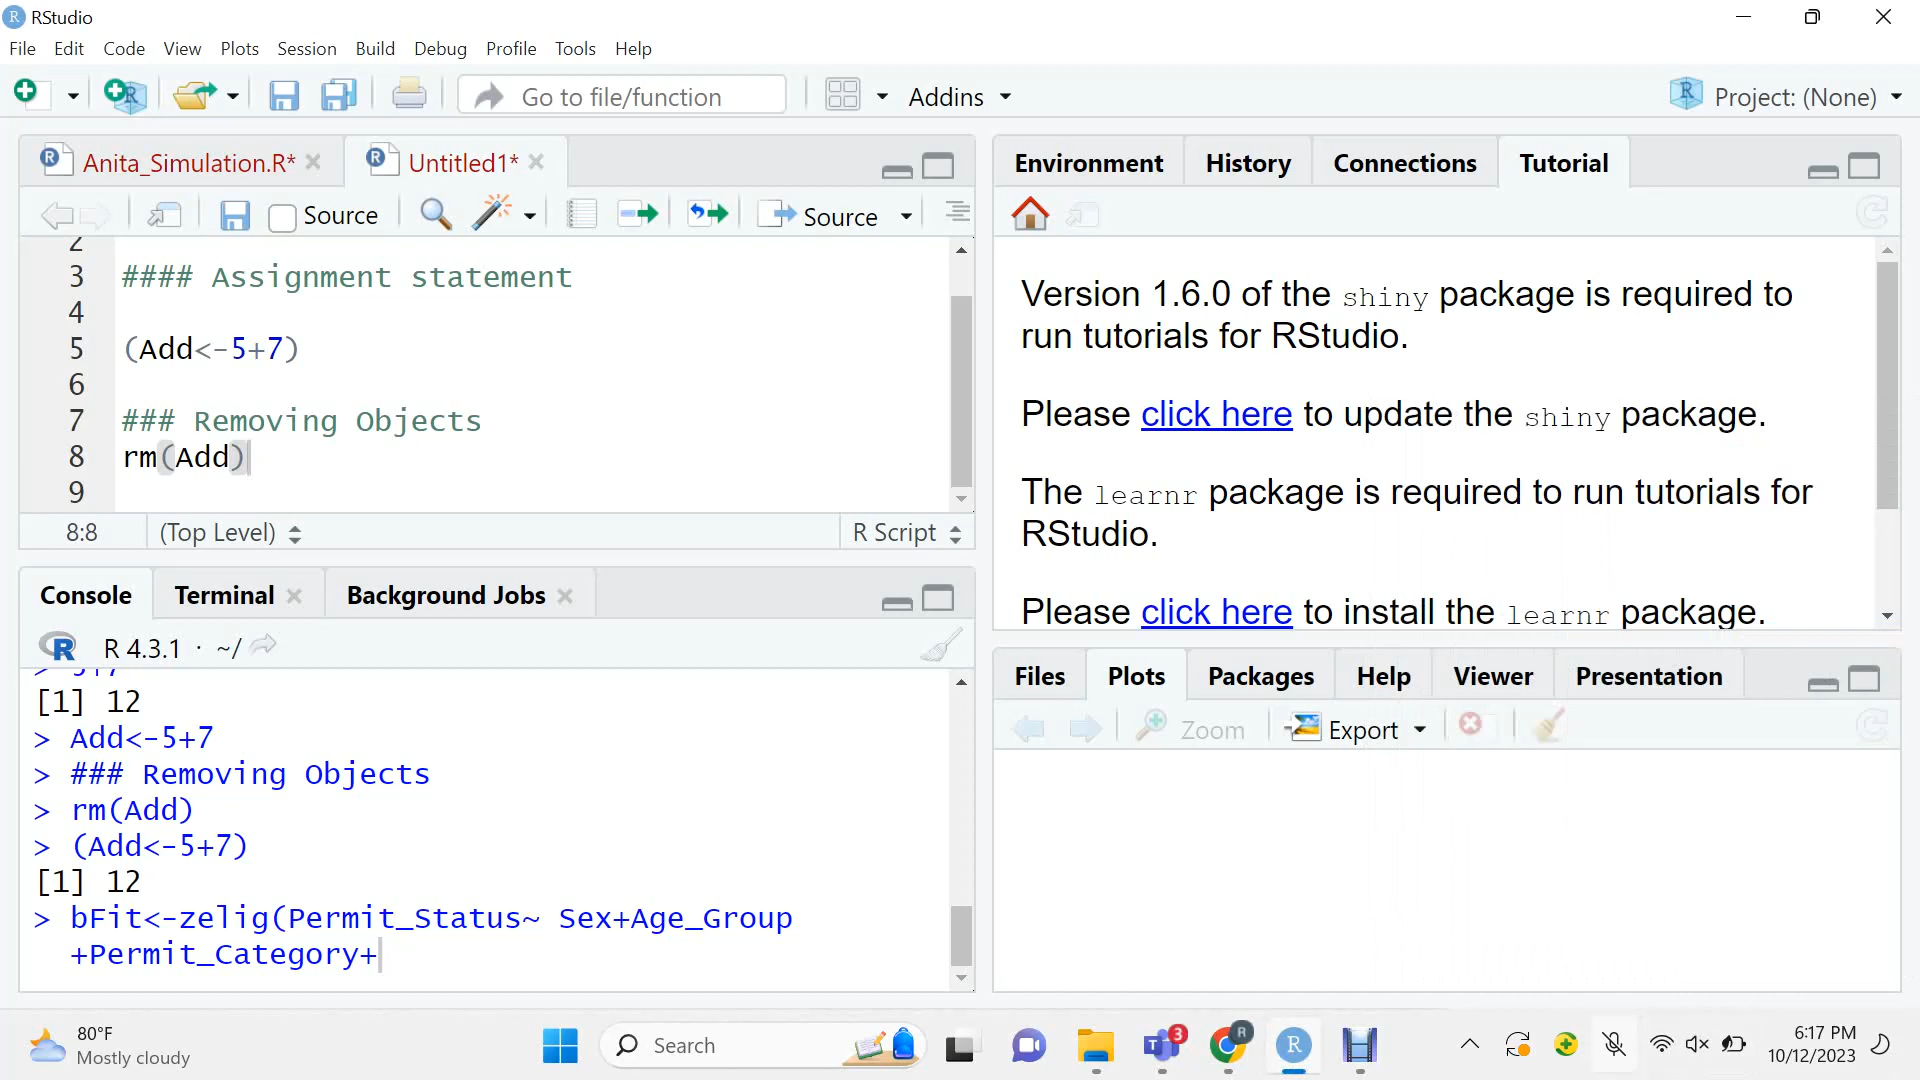 RStudio
File Edit Code View Plots Session Build Debug Profile Tools Help
Go to file/function Addins Project: (None)
Anita_Simulation.R* Untitled1*
Source Source
2
3 #### Assignment statement
4
5 (Add<-5+7)
6
7 ### Removing Objects
8 rm(Add)
9
8:8 (Top Level) R Script
Console Terminal Background Jobs
R 4.3.1 · ~/
> 5+7
[1] 12
> Add<-5+7
> ### Removing Objects
> rm(Add)
> (Add<-5+7)
[1] 12
> bFit<-zelig(Permit_Status~ Sex+Age_Group
+Permit_Category+
Environment History Connections Tutorial
Version 1.6.0 of the shiny package is required to
run tutorials for RStudio.
Please click here to update the shiny package.
The learnr package is required to run tutorials for
RStudio.
Please click here to install the learnr package.
Files Plots Packages Help Viewer Presentation
Zoom Export
80°F
Mostly cloudy
Search
3
R
6:17 PM
10/12/2023